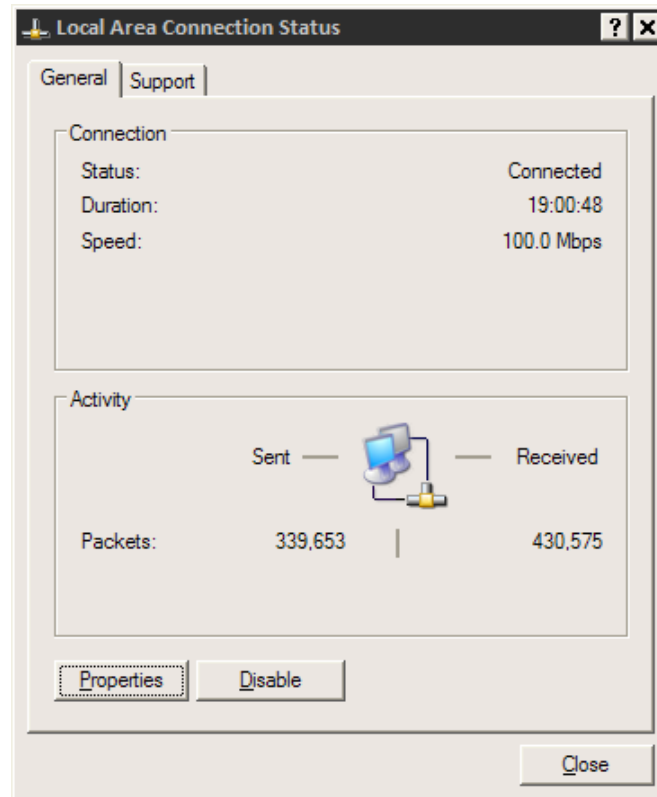 Local Area Connection Status
General Support
Connection
Status: Connected
Duration: 19:00:48
Speed: 100.0 Mbps
Activity
Sent Received
Packets: 339,653 430,575
Properties Disable
Close